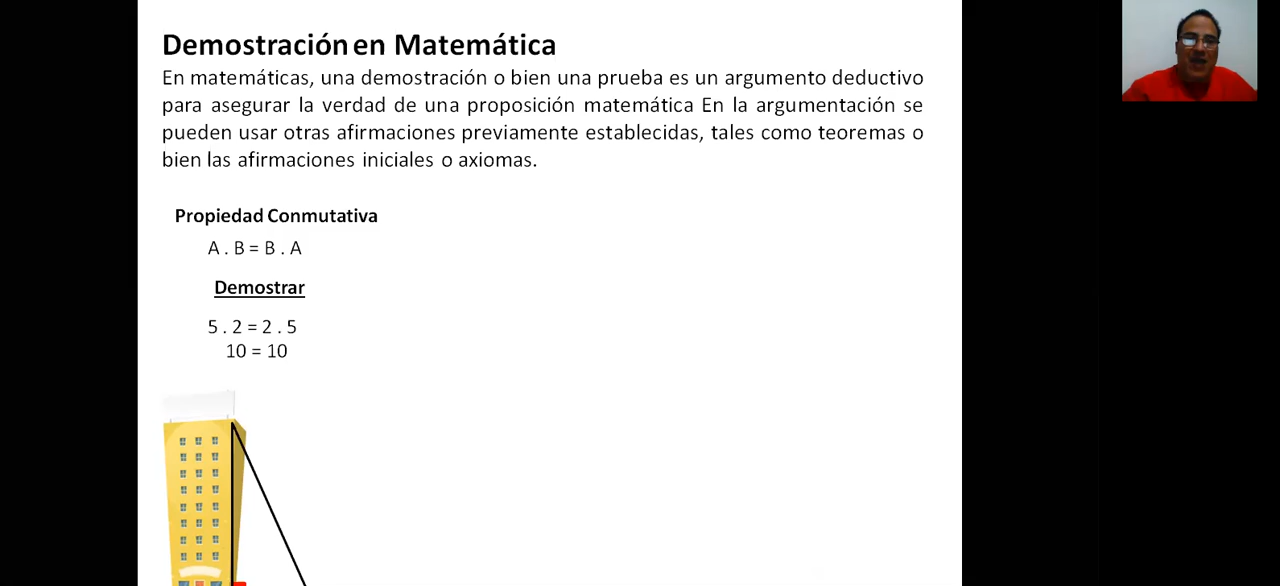 Demostración en Matemática
En matemáticas, una demostración o bien una prueba es un argumento deductivo
para asegurar la verdad de una proposición matemática En la argumentación se
pueden usar otras afirmaciones previamente establecidas, tales como teoremas o
bien las afirmaciones iniciales o axiomas.
Propiedad Conmutativa
A . B = B . A
Demostrar
5 . 2 = 2 . 5
10 = 10